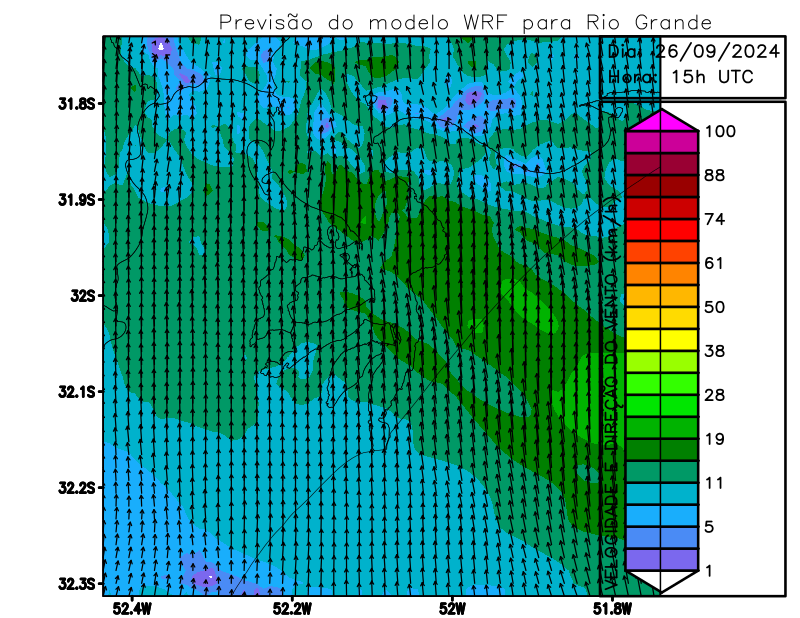 Previsão do modelo WRF para Rio Grande
Dia: 26/09/2024
Hora: 15h UTC
31.8S
31.9S
32S
32.1S
32.2S
32.3S
52.4W
52.2W
52W
51.8W
VELOCIDADE E DIREÇÃO DO VENTO (km/h)
100
88
74
61
50
38
28
19
11
5
1